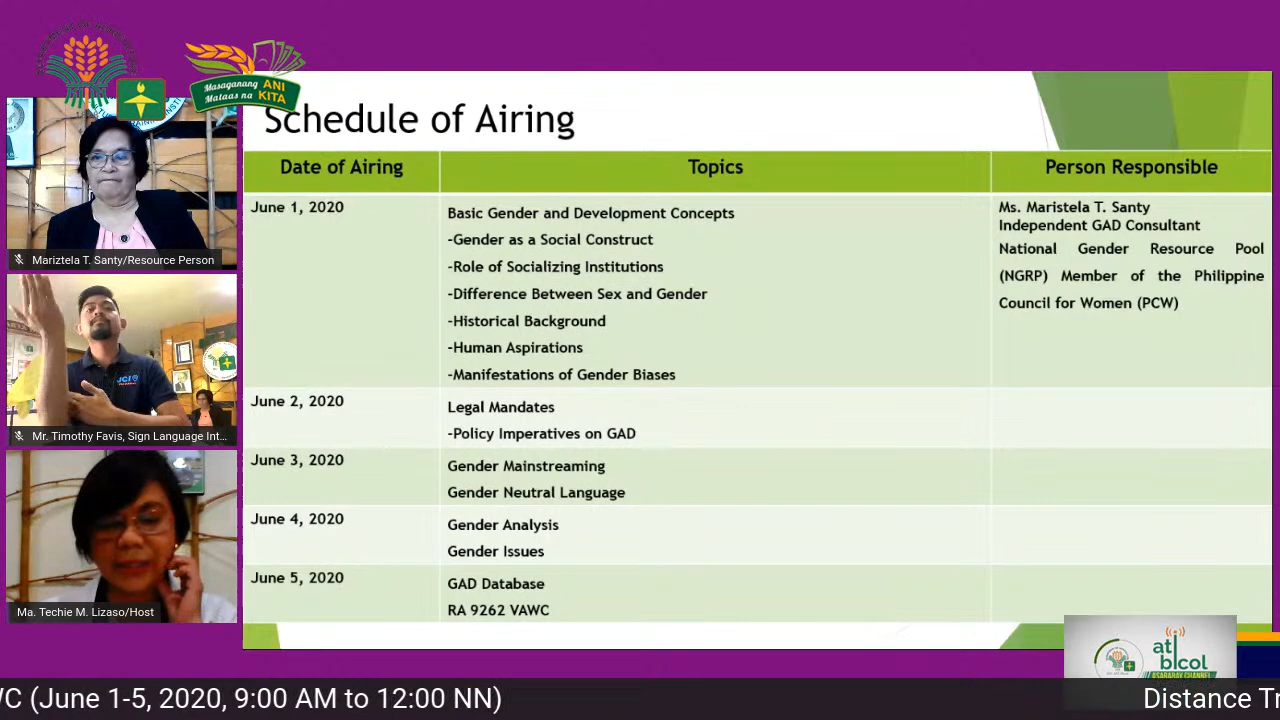 Masaganang ANI
Mataas na KITA
Schedule of Airing
Date of Airing
Topics
Person Responsible
June 1, 2020
Basic Gender and Development Concepts
-Gender as a Social Construct
-Role of Socializing Institutions
-Difference Between Sex and Gender
-Historical Background
-Human Aspirations
-Manifestations of Gender Biases
Ms. Maristela T. Santy
Independent GAD Consultant
National Gender Resource Pool
(NGRP) Member of the Philippine
Council for Women (PCW)
June 2, 2020
Legal Mandates
-Policy Imperatives on GAD
June 3, 2020
Gender Mainstreaming
Gender Neutral Language
June 4, 2020
Gender Analysis
Gender Issues
June 5, 2020
GAD Database
RA 9262 VAWC
Mariztela T. Santy/Resource Person
JCI
Mr. Timothy Favis, Sign Language Int...
Ma. Techie M. Lizaso/Host
ati
bicol
VC (June 1-5, 2020, 9:00 AM to 12:00 NN)
Distance Tr